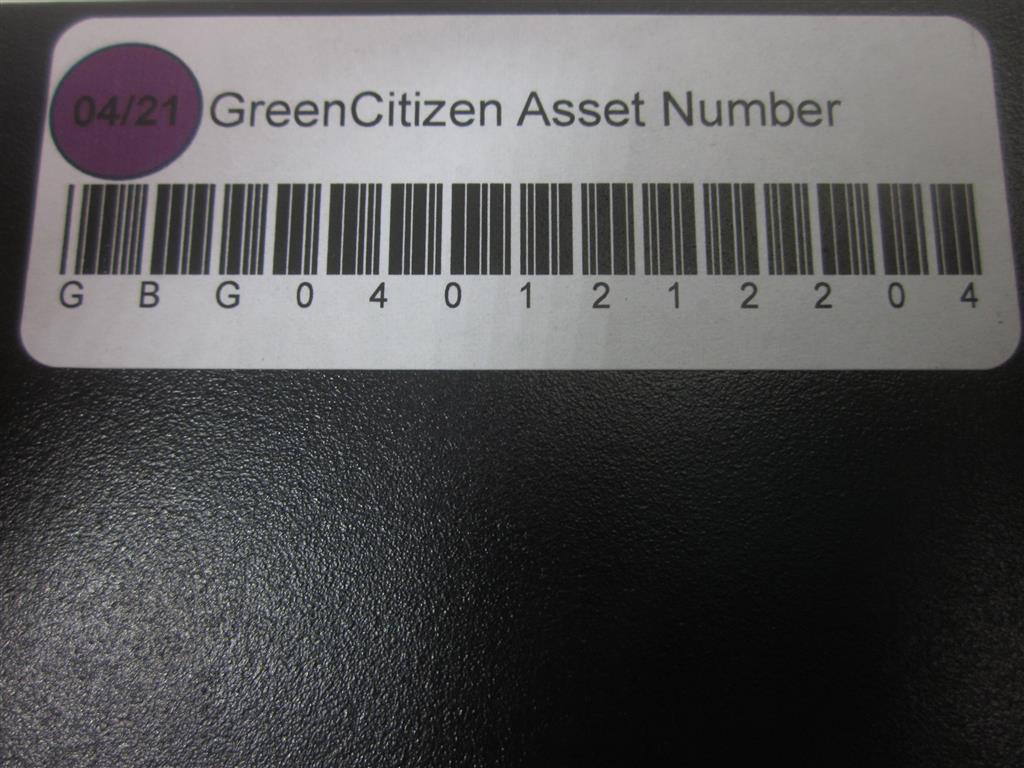 04/21 GreenCitizen Asset Number
G B G 0 4 0 1 2 1 2 2 0 4